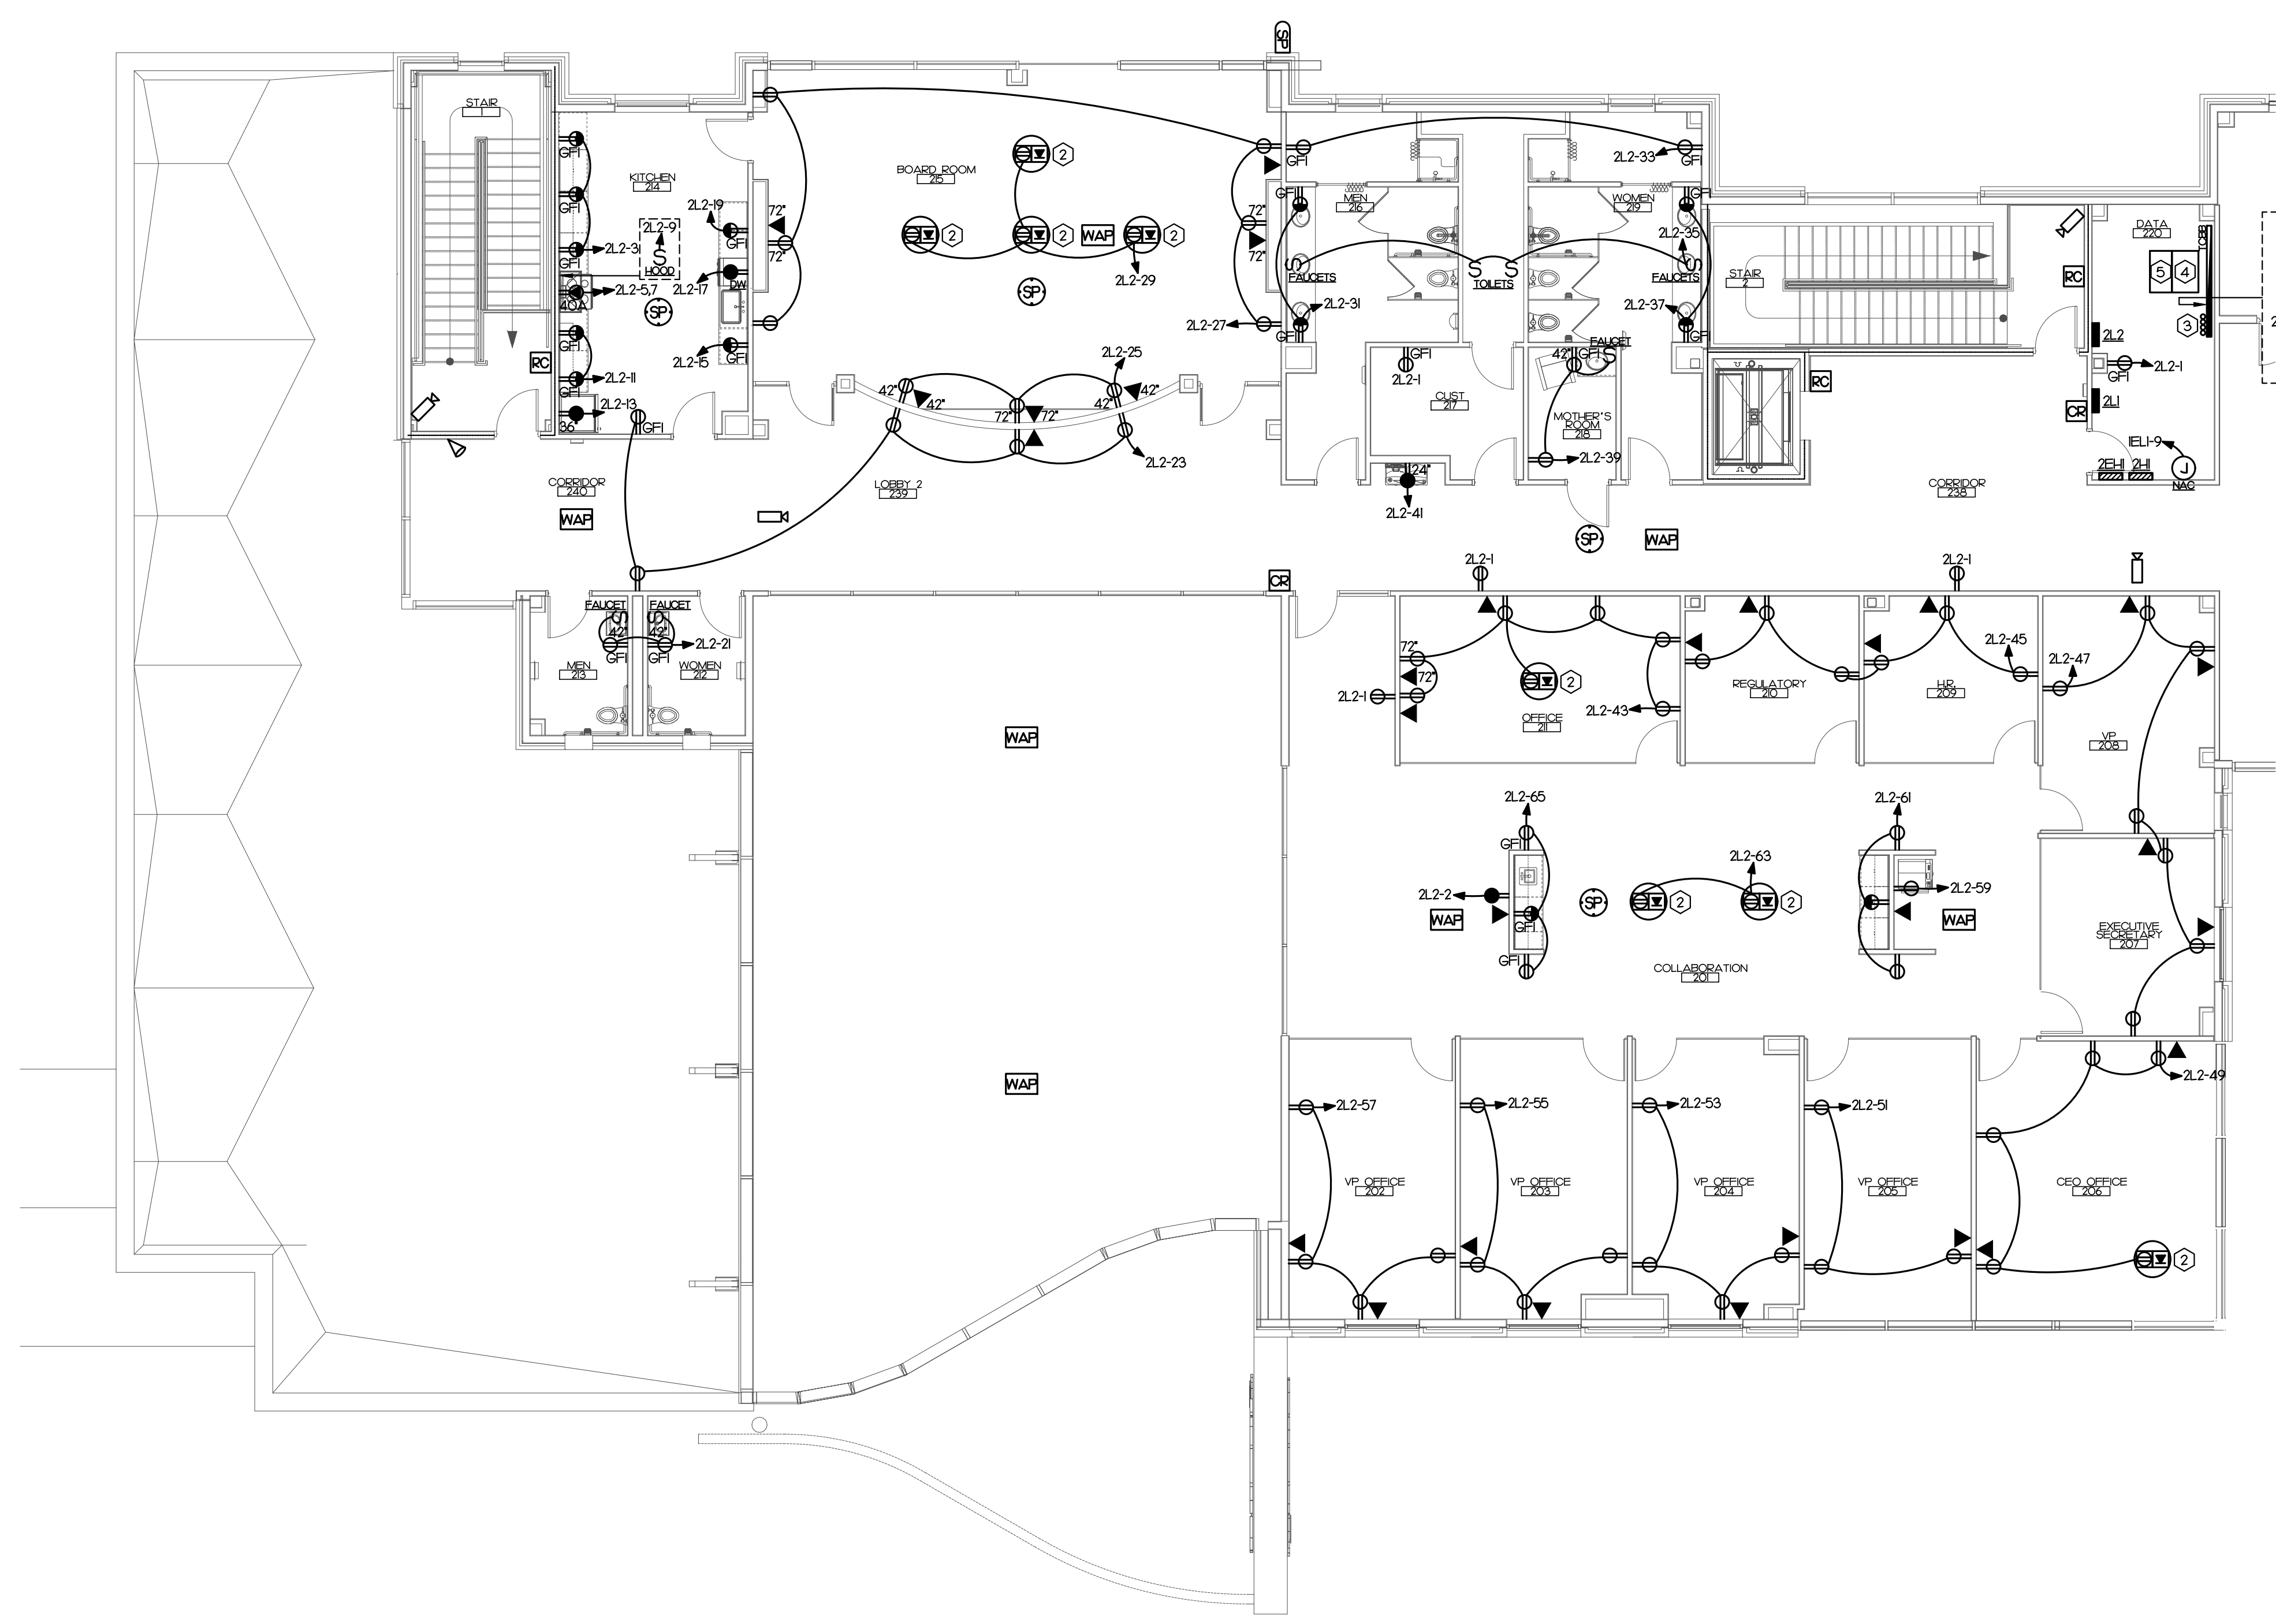 SP
STAIR
1
GFI
KITCHEN
214
BOARD ROOM
215
2
GFI
2L2-33
GFI
GFI
2L2-19
72"
2L2-9
S
HOOD
GFI
2L2-3
GFI
72"
2
2
WAP
2
72"
72"
GFI
MEN
216
WOMEN
219
GFI
2L2-35
S
FAUCETS
S
S
TOILETS
S
FAUCETS
DATA
220
TGBB
5
4
RC
STAIR
2
3
2L2-5,7
40A
2L2-17
DW
SP
SP
2L2-29
2L2-31
2L2-37
2L2-27
GFI
GFI
GFI
RC
2L2-11
GFI
2L2-15
GFI
2L2-25
42"
42"
72"
72"
42"
42"
GFI
2L2-1
CUST
217
FAUCET
42"
S
GFI
MOTHER'S
ROOM
218
RC
2L2
GFI
2L2-1
CR
2L1
2L2-13
36"
GFI
2L2-23
2L2-39
24"
2L2-41
1EL1-9
J
NAC
2EH1
2H1
CORRIDOR
240
WAP
LOBBY 2
239
CORRIDOR
238
SP
WAP
CR
2L2-1
2L2-1
FAUCET
S
FAUCET
S
42"
42"
GFI
GFI
2L2-21
MEN
213
WOMEN
212
72"
72"
2L2-1
2
OFFICE
211
2L2-43
REGULATORY
210
H.R.
209
2L2-45
2L2-47
VP
208
WAP
2L2-65
GFI
2L2-2
WAP
GFI
GFI
SP
2
2L2-63
2
2L2-61
2L2-59
WAP
COLLABORATION
201
EXECUTIVE
SECRETARY
207
WAP
2L2-49
2L2-57
2L2-55
2L2-53
2L2-51
VP OFFICE
202
VP OFFICE
203
VP OFFICE
204
VP OFFICE
205
CEO OFFICE
206
2